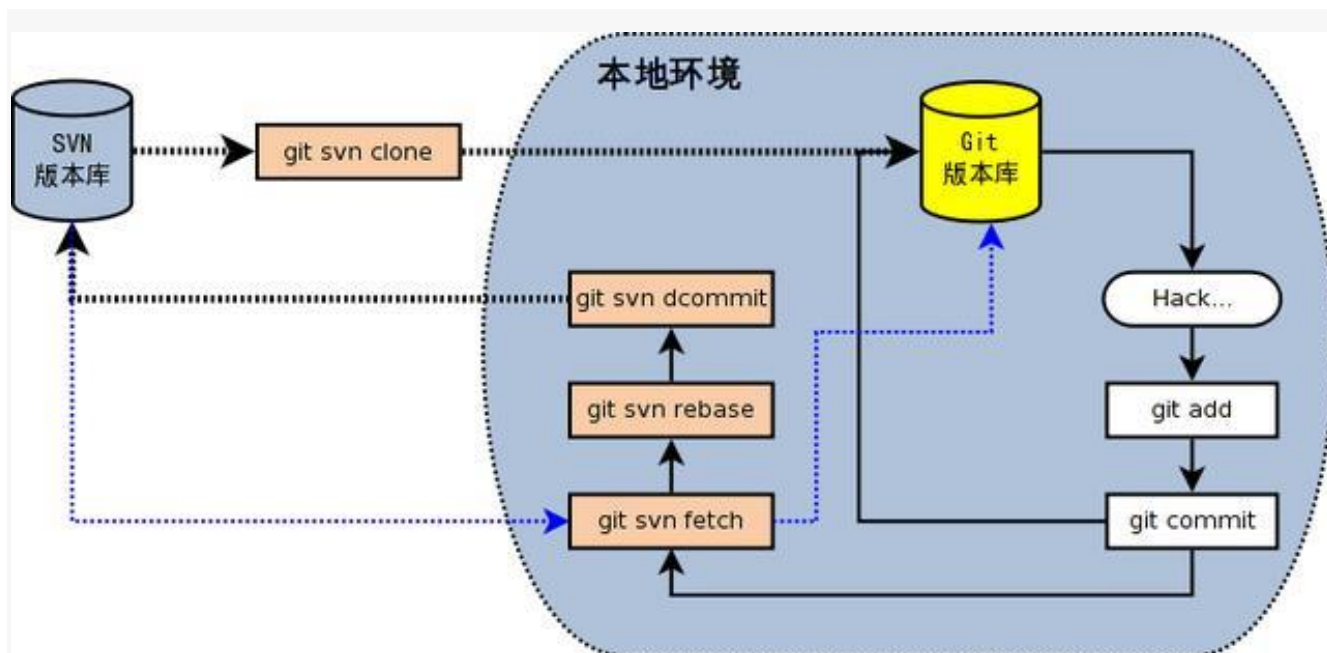 本地环境
SVN
版本库
git svn clone
Git
版本库
git svn dcommit
Hack...
git svn rebase
git add
git svn fetch
git commit